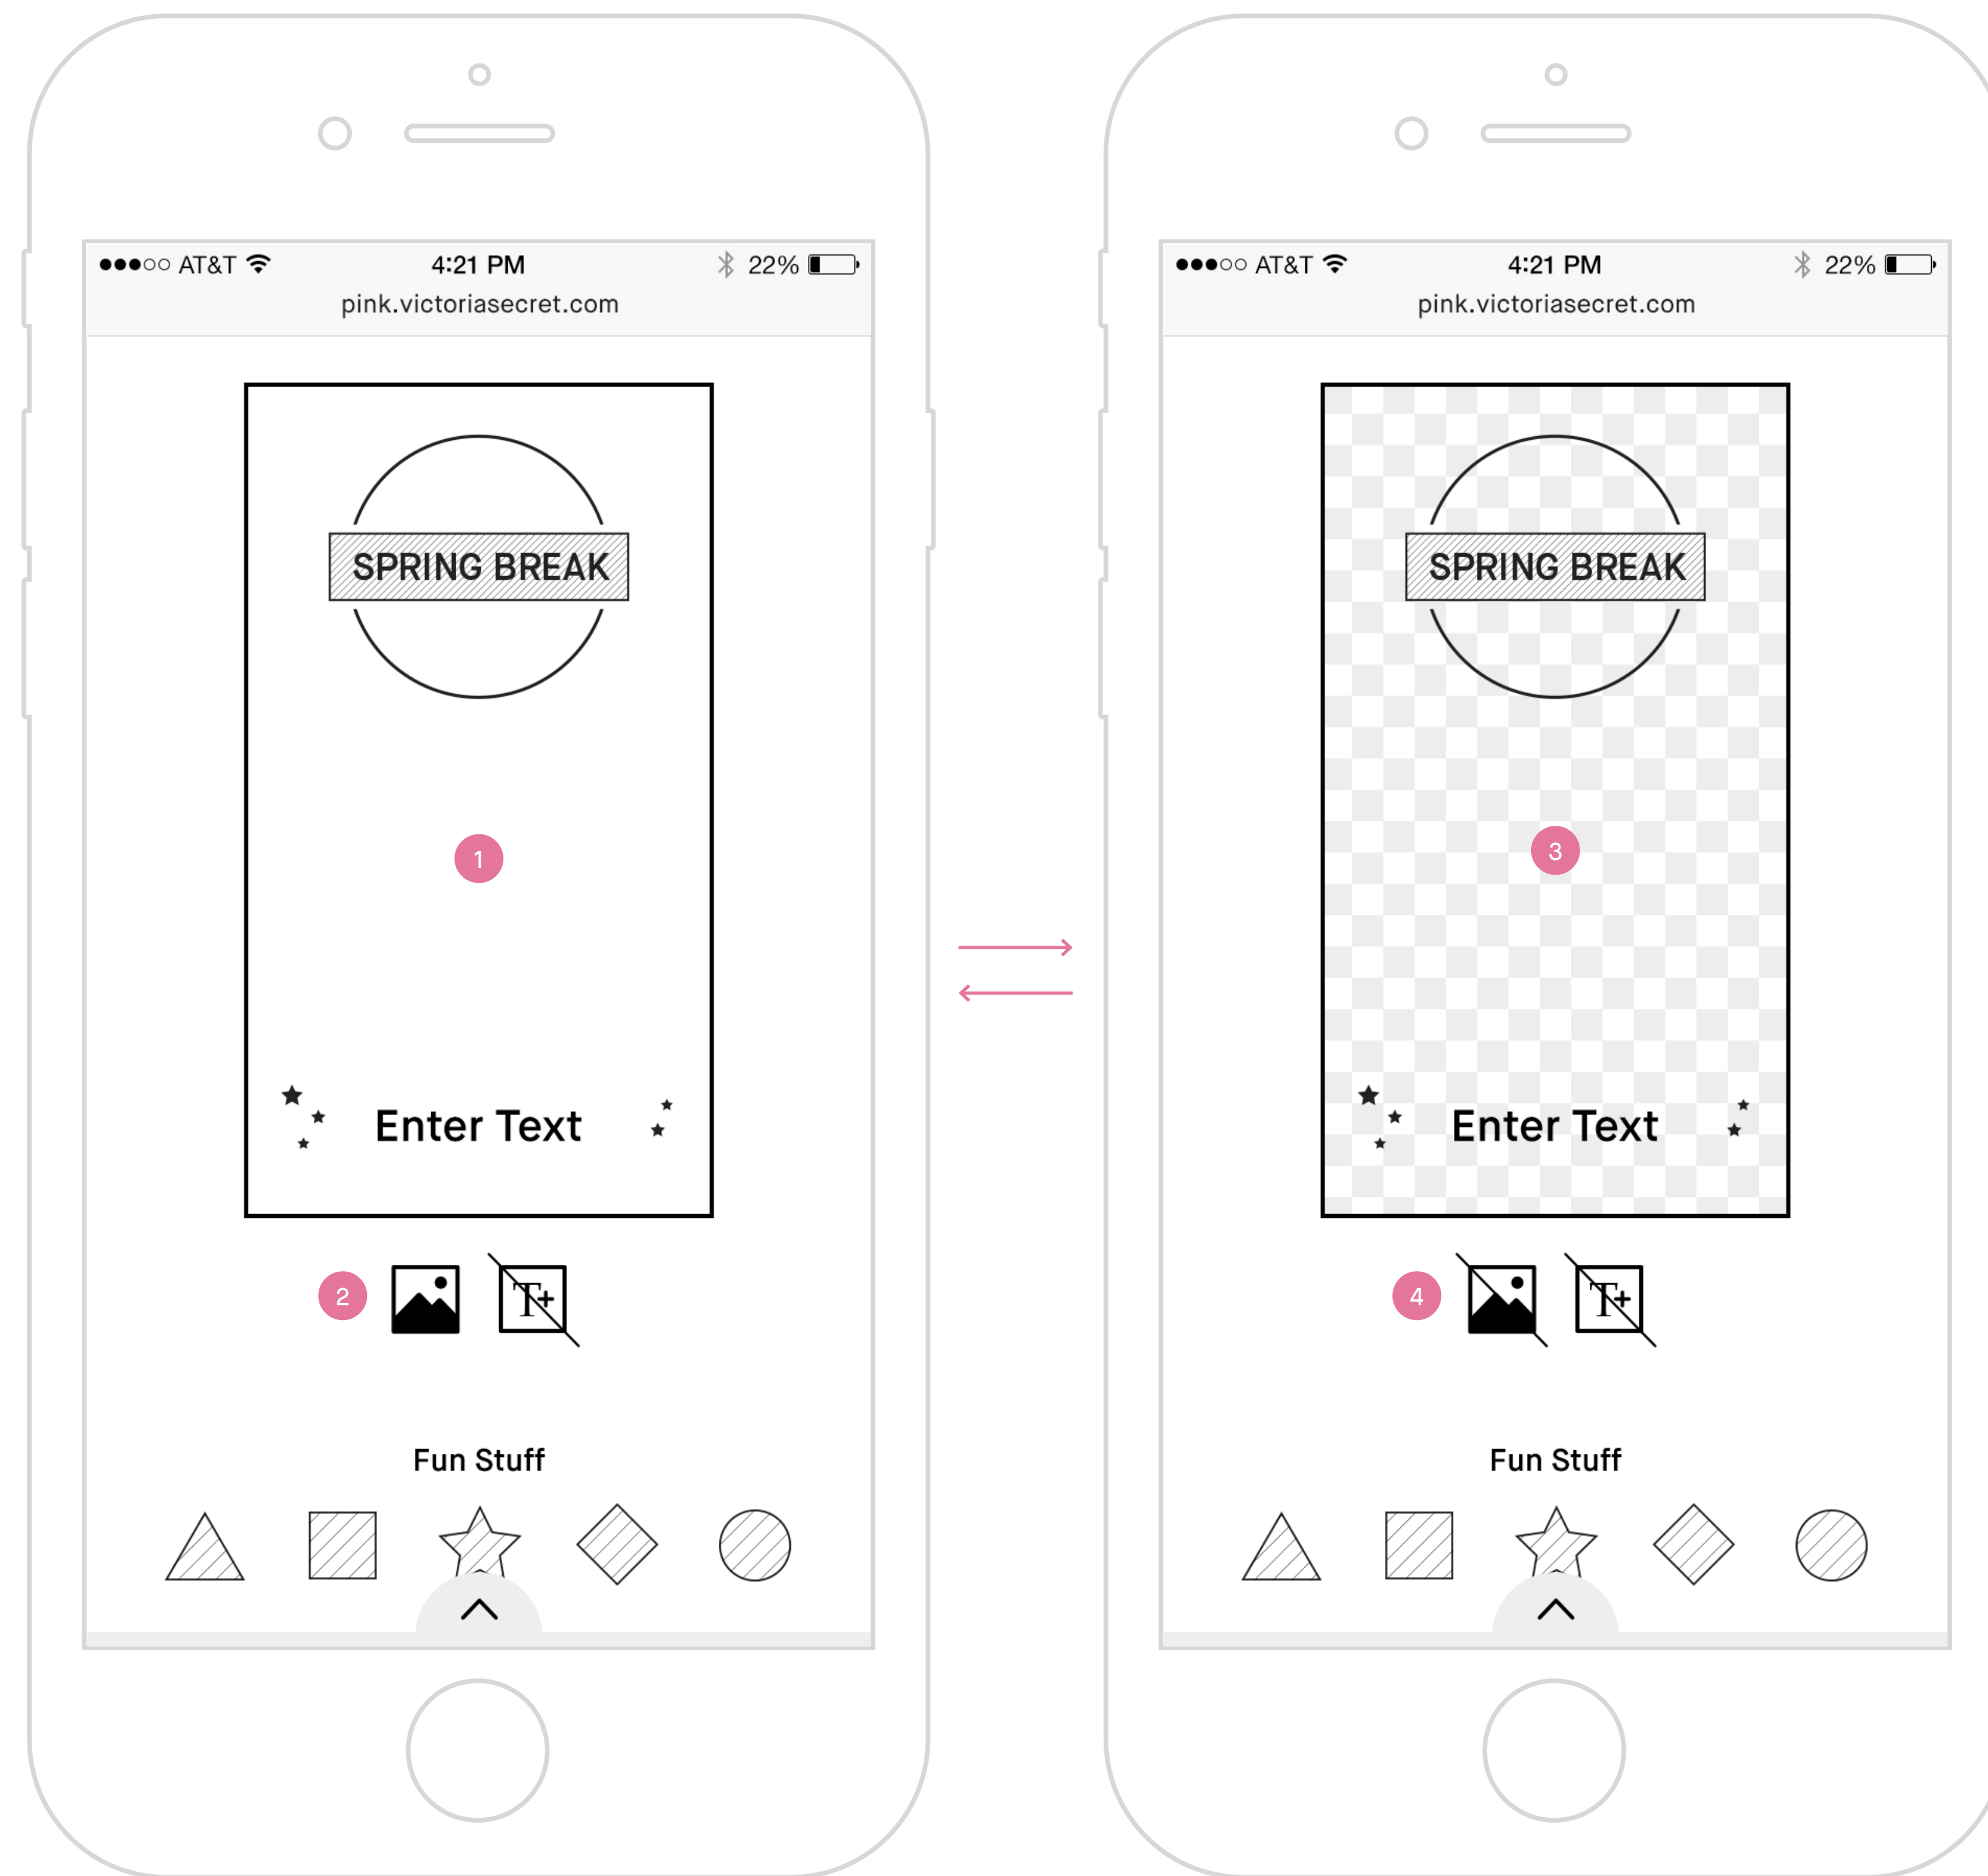 AT&T 4:21 PM 22%
pink.victoriasecret.com
SPRING BREAK
1
Enter Text
2
T+
Fun Stuff
AT&T 4:21 PM 22%
pink.victoriasecret.com
SPRING BREAK
3
Enter Text
4
T+
Fun Stuff